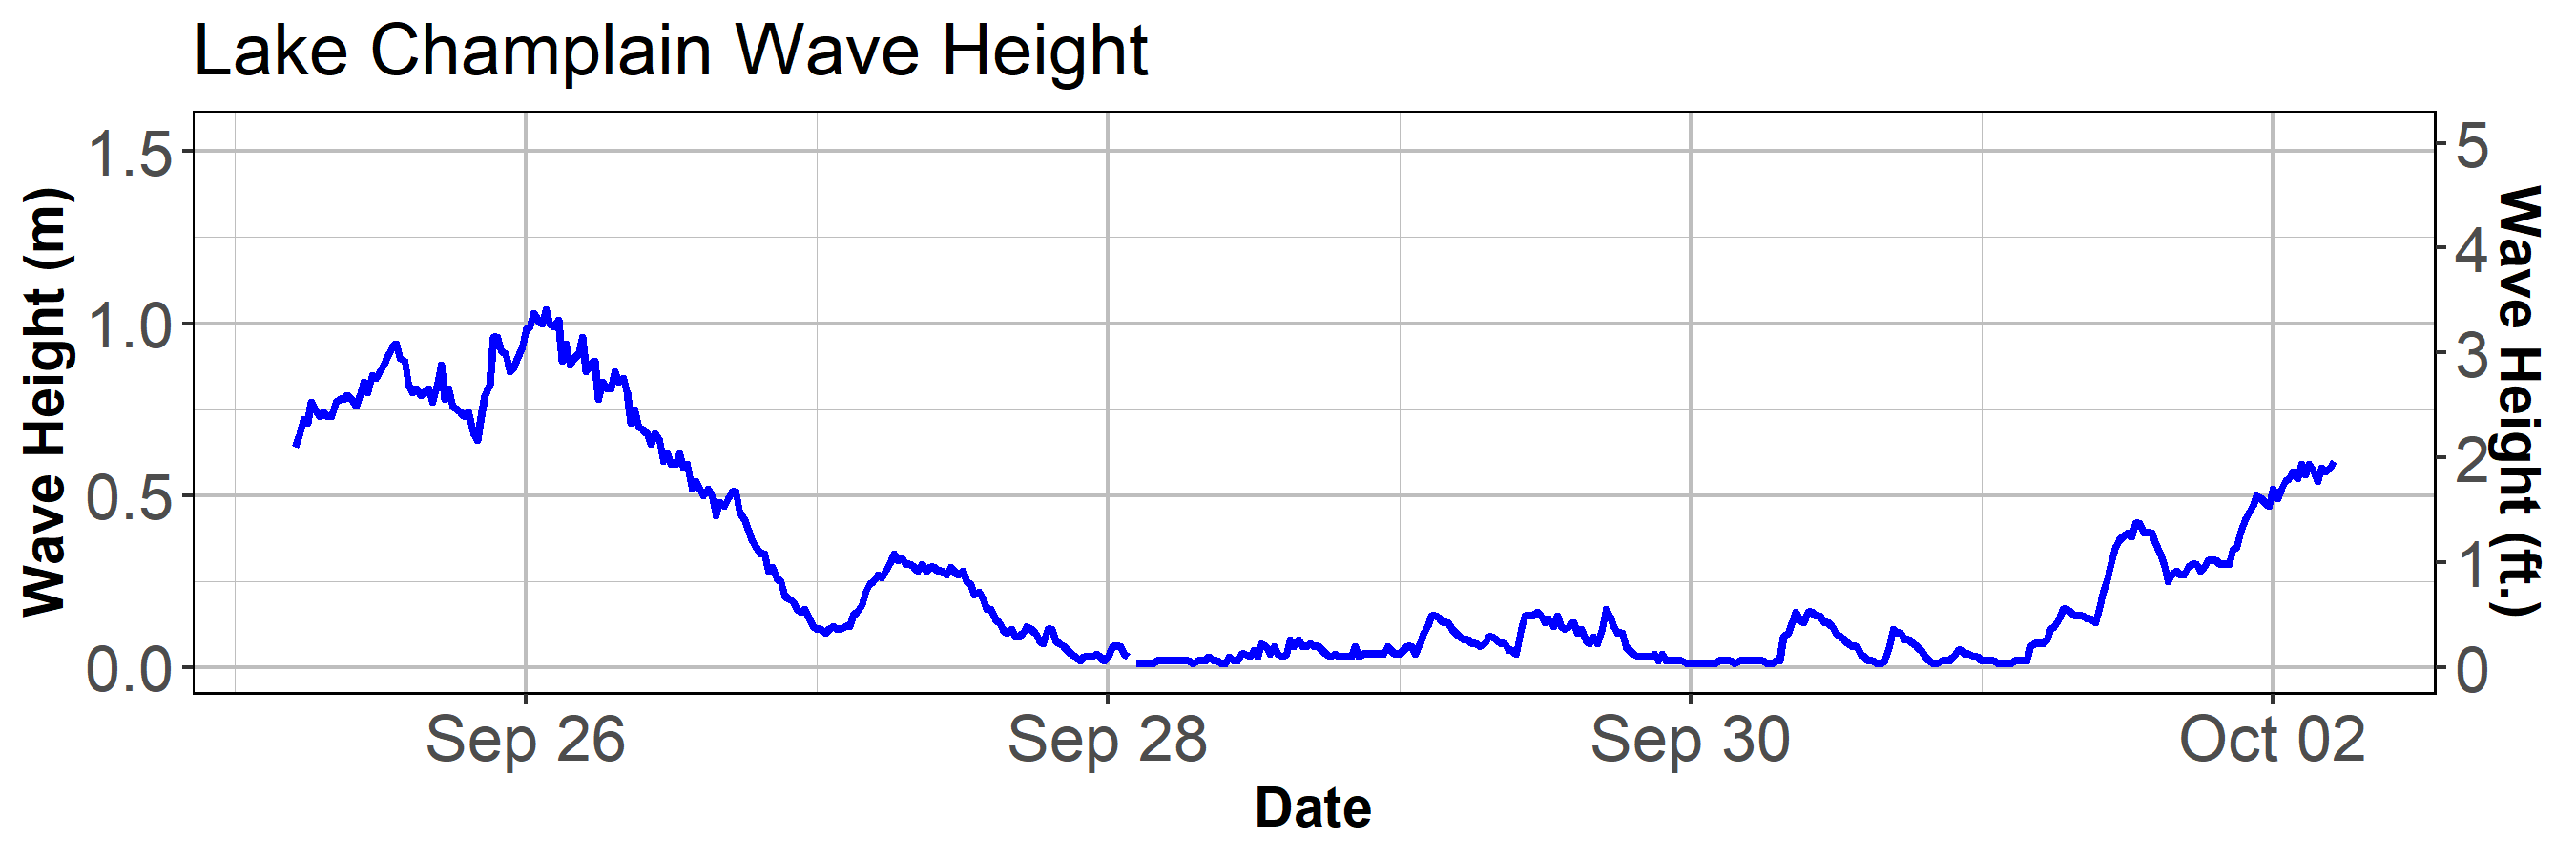 Lake Champlain Wave Height
Wave Height (m)
1.5
1.0
0.5
0.0
5
4
3
2
1
0
Wave Height (ft.)
Sep 26 Sep 28 Sep 30 Oct 02
Date